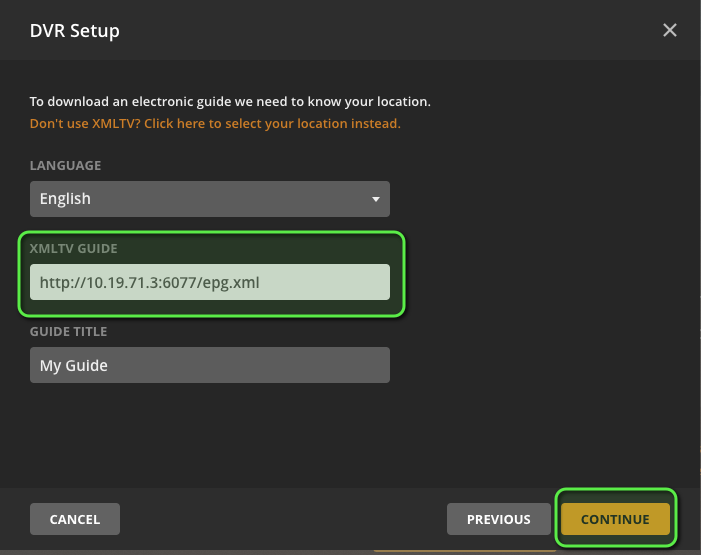 DVR Setup
To download an electronic guide we need to know your location.
Don't use XMLTV? Click here to select your location instead.
LANGUAGE
English
XMLTV GUIDE
http://10.19.71.3:6077/epg.xml
GUIDE TITLE
My Guide
CANCEL
PREVIOUS
CONTINUE